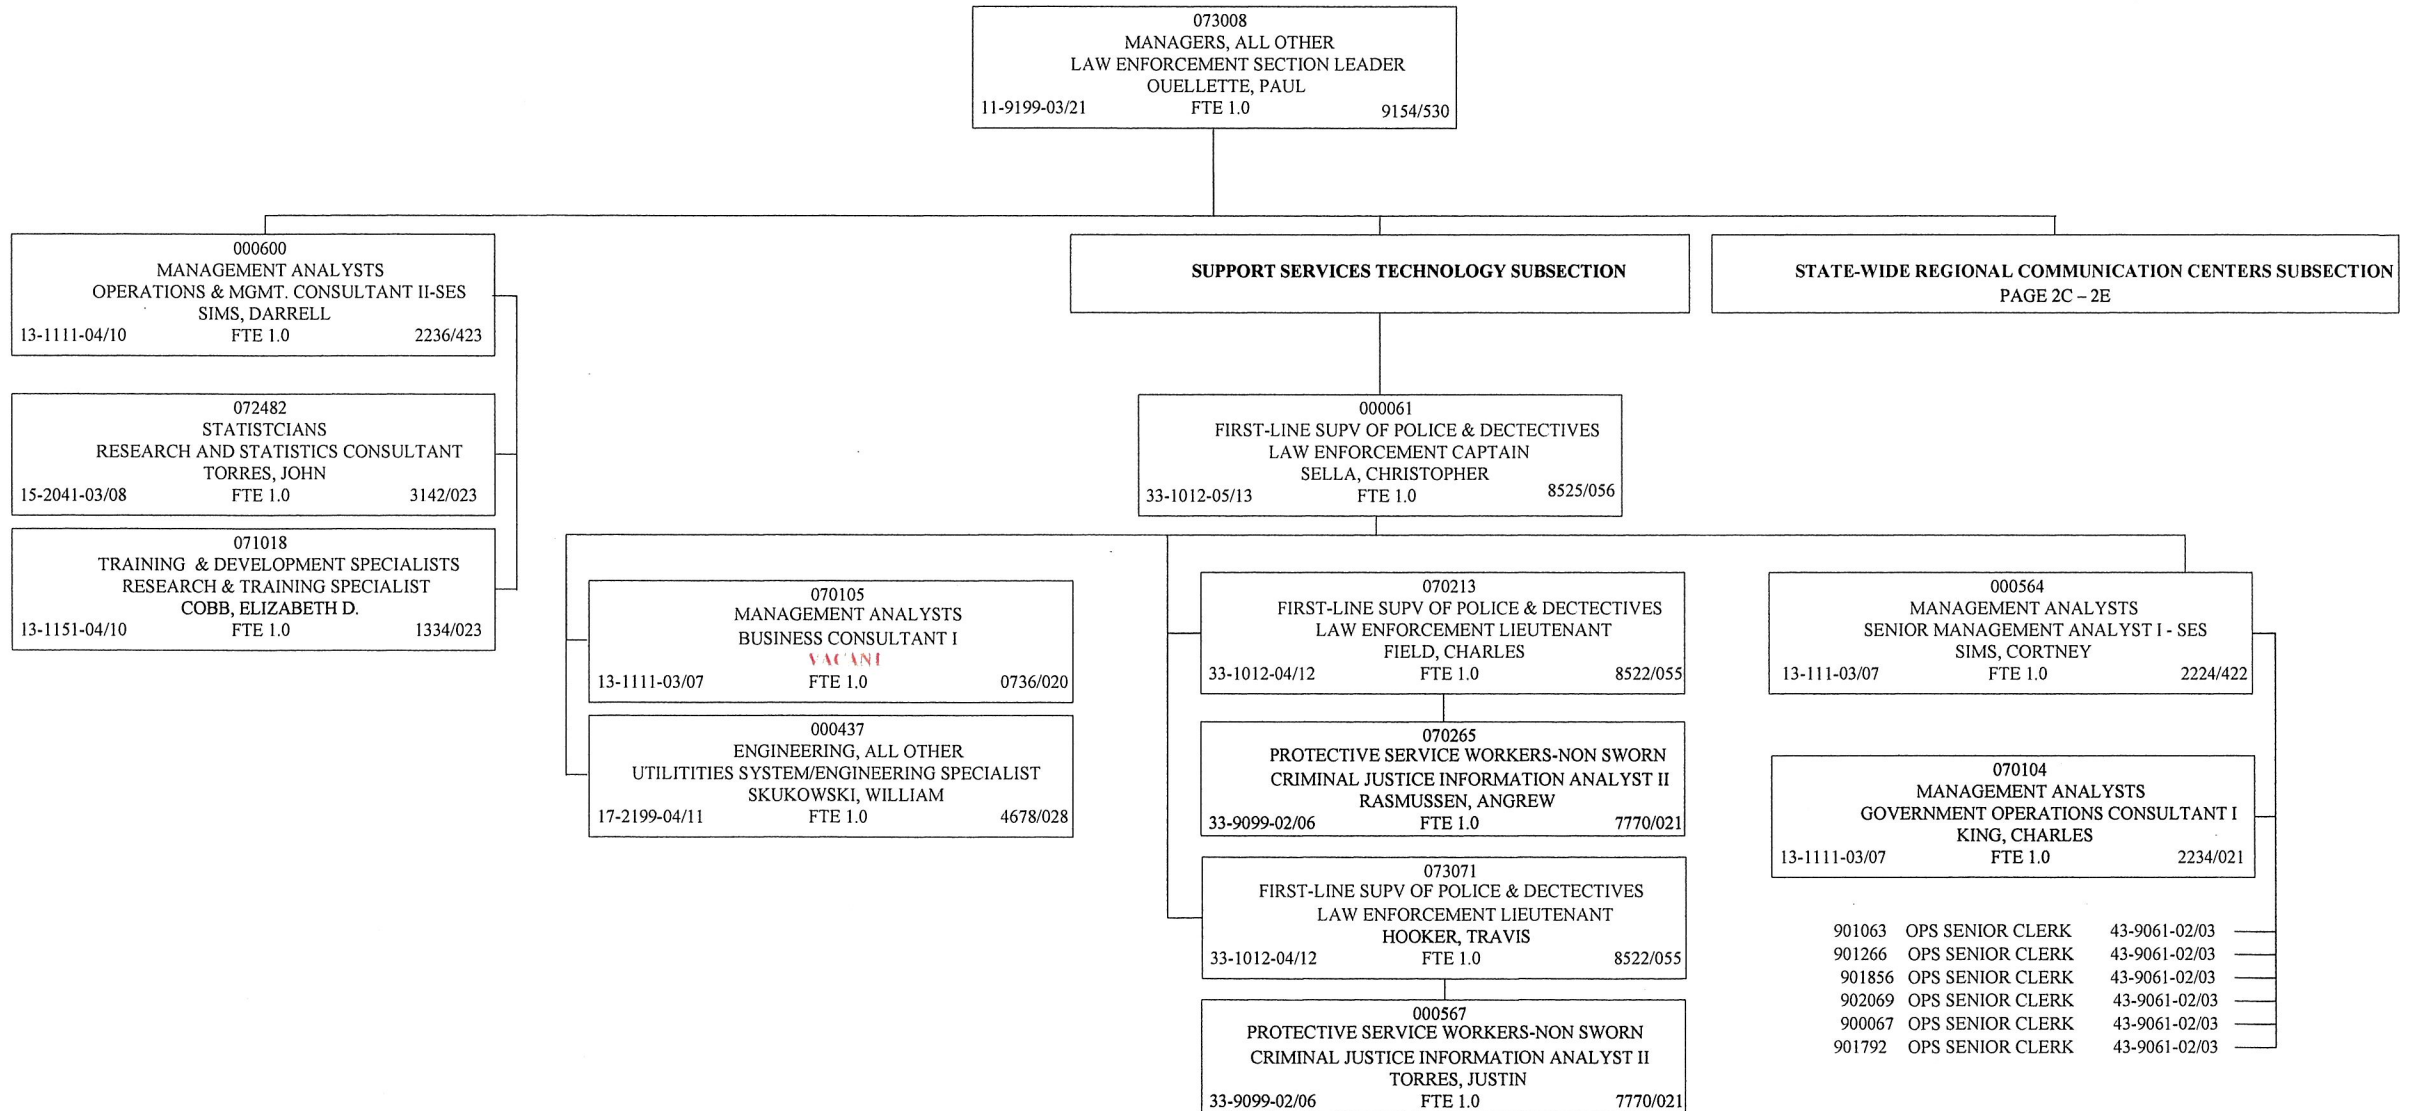 073008
MANAGERS, ALL OTHER
LAW ENFORCEMENT SECTION LEADER
OUELLETTE, PAUL
11-9199-03/21 FTE 1.0 9154/530
000600
MANAGEMENT ANALYSTS
OPERATIONS & MGMT. CONSULTANT II-SES
SIMS, DARRELL
13-1111-04/10 FTE 1.0 2236/423
SUPPORT SERVICES TECHNOLOGY SUBSECTION
STATE-WIDE REGIONAL COMMUNICATION CENTERS SUBSECTION
PAGE 2C – 2E
072482
STATISTCIANS
RESEARCH AND STATISTICS CONSULTANT
TORRES, JOHN
15-2041-03/08 FTE 1.0 3142/023
071018
TRAINING & DEVELOPMENT SPECIALISTS
RESEARCH & TRAINING SPECIALIST
COBB, ELIZABETH D.
13-1151-04/10 FTE 1.0 1334/023
000061
FIRST-LINE SUPV OF POLICE & DECTECTIVES
LAW ENFORCEMENT CAPTAIN
SELLA, CHRISTOPHER
33-1012-05/13 FTE 1.0 8525/056
070105
MANAGEMENT ANALYSTS
BUSINESS CONSULTANT I
VACANT
13-1111-03/07 FTE 1.0 0736/020
000437
ENGINEERING, ALL OTHER
UTILITITIES SYSTEM/ENGINEERING SPECIALIST
SKUKOWSKI, WILLIAM
17-2199-04/11 FTE 1.0 4678/028
070213
FIRST-LINE SUPV OF POLICE & DECTECTIVES
LAW ENFORCEMENT LIEUTENANT
FIELD, CHARLES
33-1012-04/12 FTE 1.0 8522/055
070265
PROTECTIVE SERVICE WORKERS-NON SWORN
CRIMINAL JUSTICE INFORMATION ANALYST II
RASMUSSEN, ANGREW
33-9099-02/06 FTE 1.0 7770/021
073071
FIRST-LINE SUPV OF POLICE & DECTECTIVES
LAW ENFORCEMENT LIEUTENANT
HOOKER, TRAVIS
33-1012-04/12 FTE 1.0 8522/055
000567
PROTECTIVE SERVICE WORKERS-NON SWORN
CRIMINAL JUSTICE INFORMATION ANALYST II
TORRES, JUSTIN
33-9099-02/06 FTE 1.0 7770/021
000564
MANAGEMENT ANALYSTS
SENIOR MANAGEMENT ANALYST I - SES
SIMS, CORTNEY
13-111-03/07 FTE 1.0 2224/422
070104
MANAGEMENT ANALYSTS
GOVERNMENT OPERATIONS CONSULTANT I
KING, CHARLES
13-1111-03/07 FTE 1.0 2234/021
901063 OPS SENIOR CLERK 43-9061-02/03
901266 OPS SENIOR CLERK 43-9061-02/03
901856 OPS SENIOR CLERK 43-9061-02/03
902069 OPS SENIOR CLERK 43-9061-02/03
900067 OPS SENIOR CLERK 43-9061-02/03
901792 OPS SENIOR CLERK 43-9061-02/03